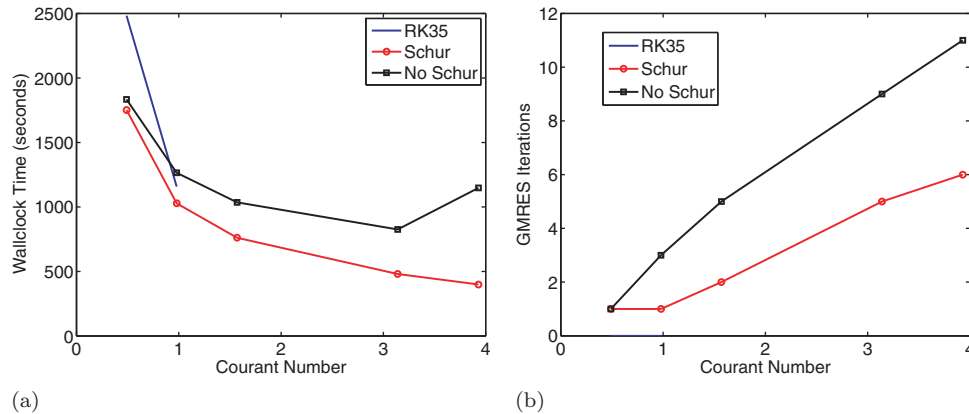 2500
2000
1500
1000
500
0
0
1
2
3
4
Wallclock Time (seconds)
Courant Number
RK35
Schur
No Schur
(a)
12
10
8
6
4
2
0
0
1
2
3
4
GMRES Iterations
Courant Number
RK35
Schur
No Schur
(b)